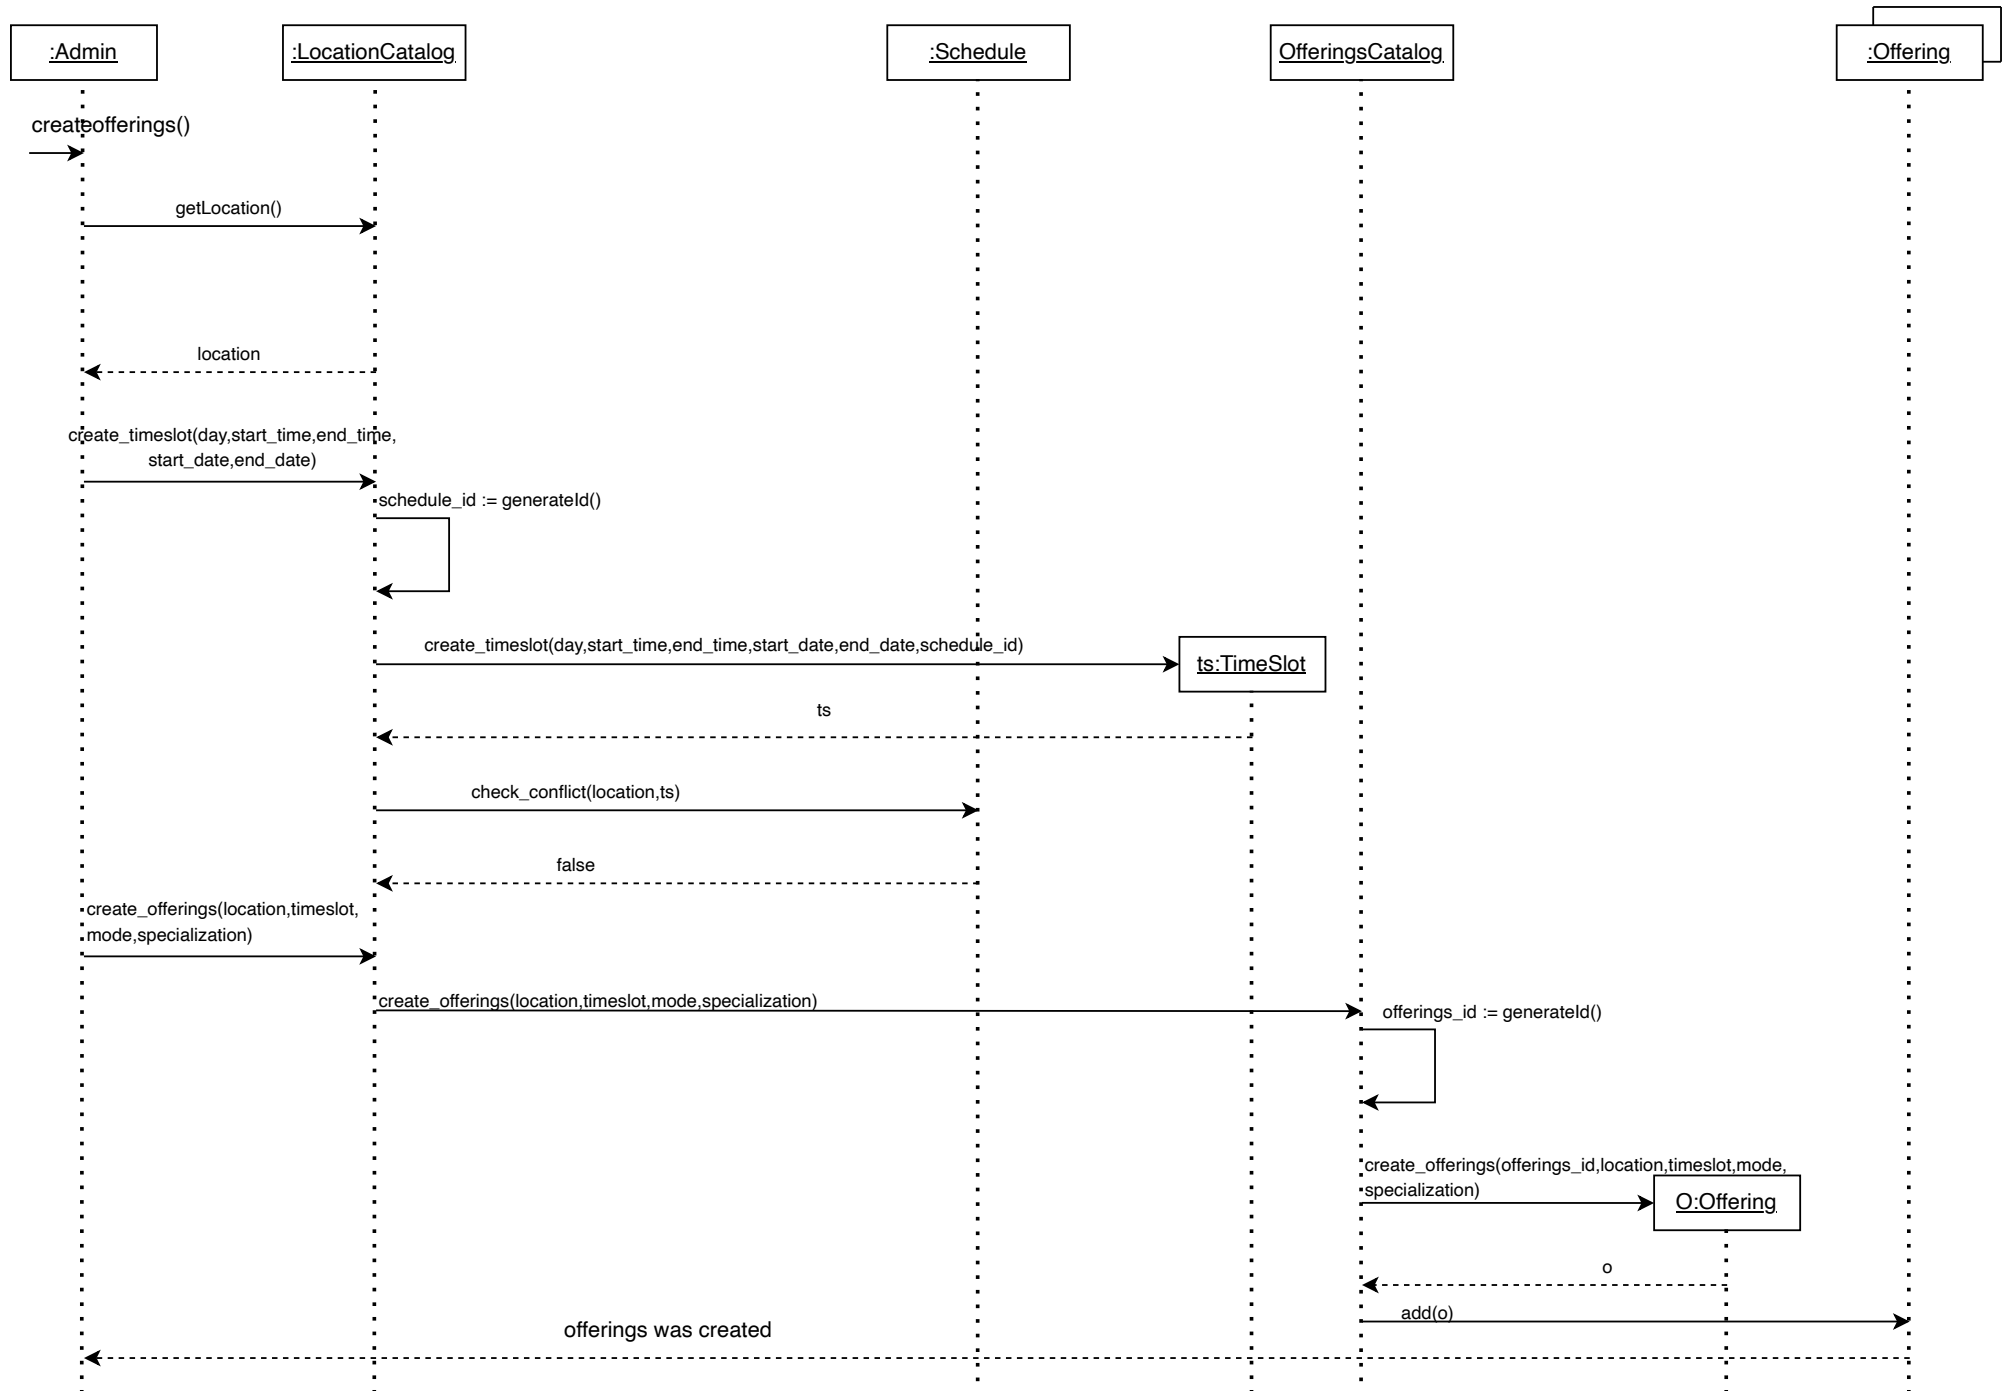 :Admin
:LocationCatalog
:Schedule
OfferingsCatalog
:Offering
createofferings()
getLocation()
location
create_timeslot(day,start_time,end_time,
start_date,end_date)
schedule_id := generateId()
create_timeslot(day,start_time,end_time,start_date,end_date,schedule_id)
ts:TimeSlot
ts
check_conflict(location,ts)
false
create_offerings(location,timeslot,
mode,specialization)
create_offerings(location,timeslot,mode,specialization)
offerings_id := generateId()
create_offerings(offerings_id,location,timeslot,mode,
specialization)
O:Offering
o
add(o)
offerings was created